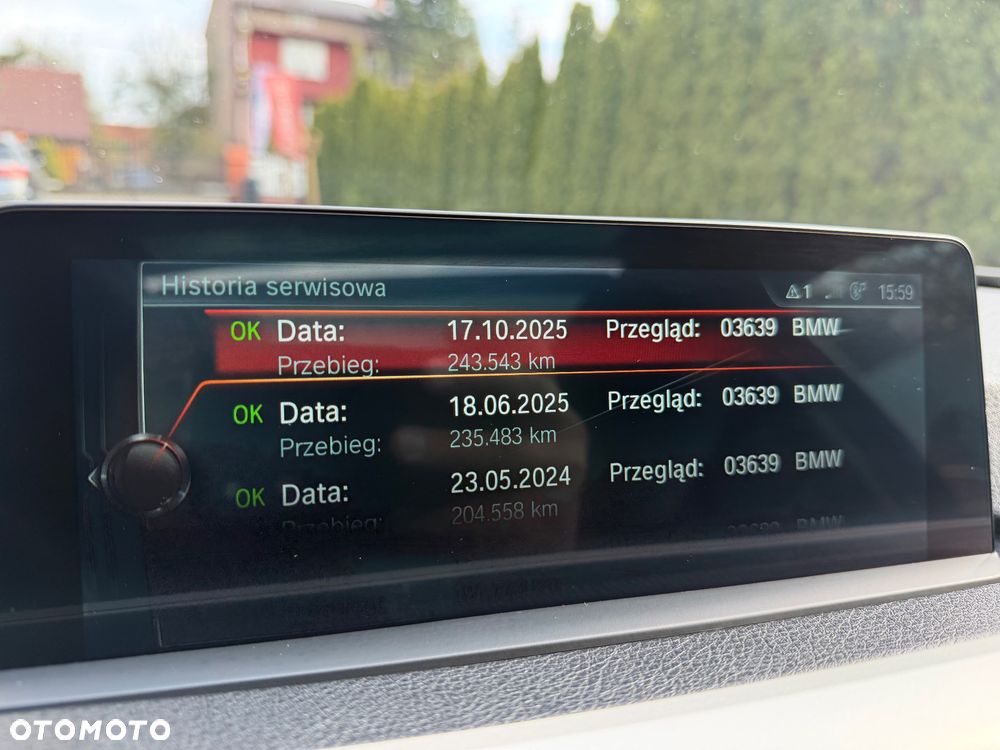 Historia serwisowa
1 15:59
OK Data: 17.10.2025 Przegląd: 03639 BMW
Przebieg: 243.543 km
OK Data: 18.06.2025 Przegląd: 03639 BMW
Przebieg: 235.483 km
OK Data: 23.05.2024 Przegląd: 03639 BMW
Przebieg: 204.558 km
BMW
OTOMOTO